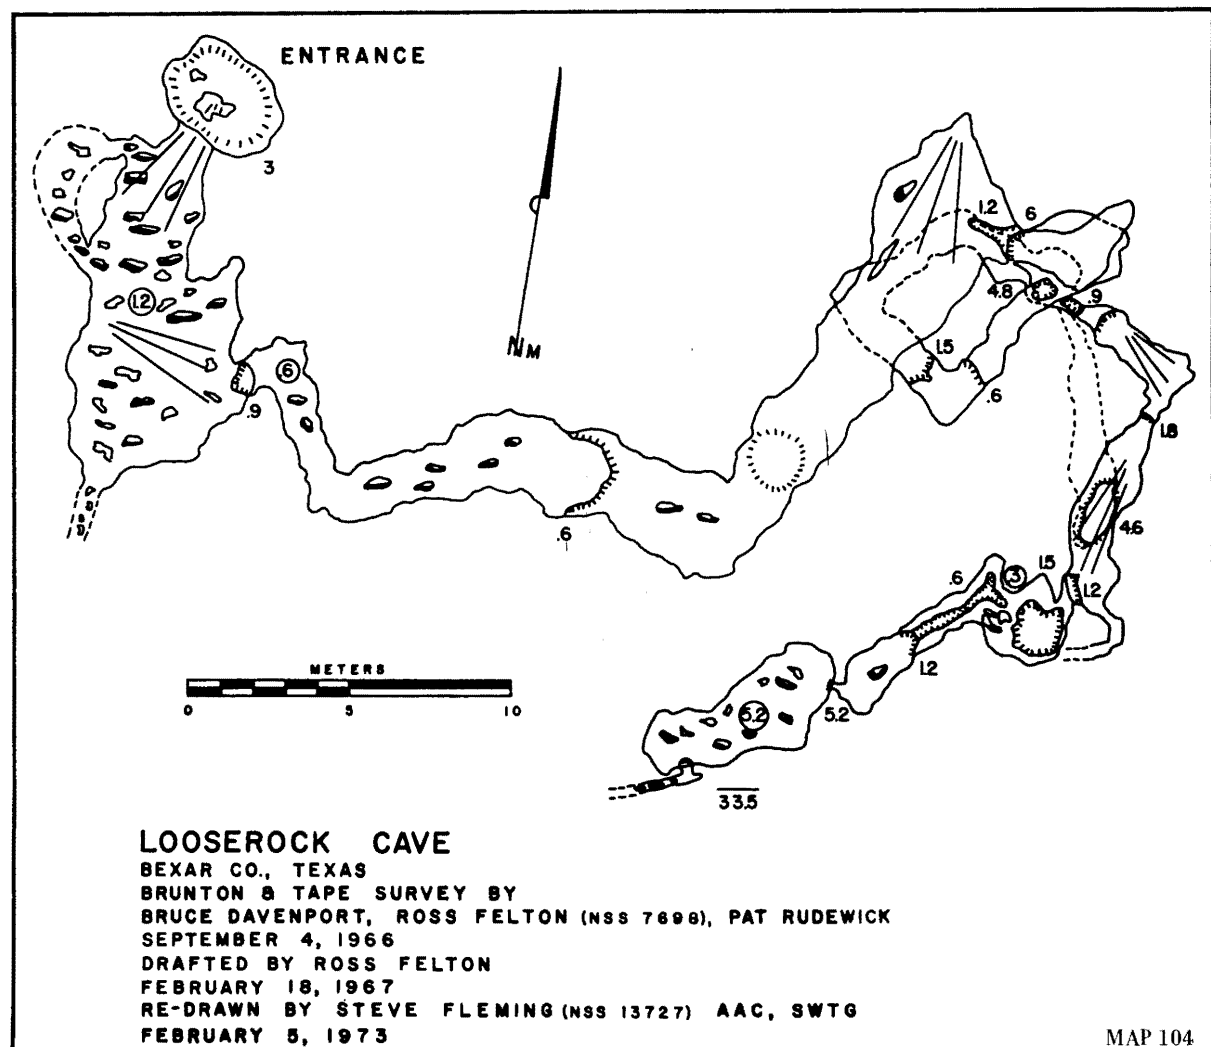 ENTRANCE
3
1.2
.6
.9
NM
1.2
6
4.8
.9
1.5
.6
1.8
.6
4.6
.6
.3
1.5
1.2
1.2
METERS
0 5 10
5.2
5.2
33.5
LOOSEROCK CAVE
BEXAR CO., TEXAS
BRUNTON & TAPE SURVEY BY
BRUCE DAVENPORT, ROSS FELTON (NSS 7698), PAT RUDEWICK
SEPTEMBER 4, 1966
DRAFTED BY ROSS FELTON
FEBRUARY 18, 1967
RE-DRAWN BY STEVE FLEMING (NSS 13727) AAC, SWTG
FEBRUARY 5, 1973
MAP 104